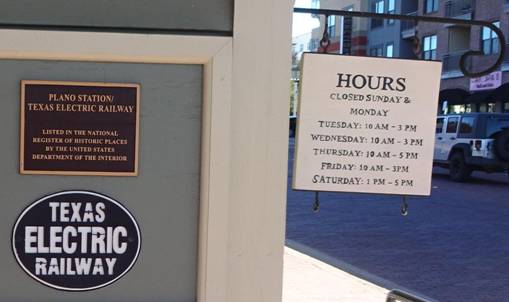 PLANO STATION/
TEXAS ELECTRIC RAILWAY
LISTED IN THE NATIONAL
REGISTER OF HISTORIC PLACES
BY THE UNITED STATES
DEPARTMENT OF THE INTERIOR
TEXAS
ELECTRIC
RAILWAY
HOURS
CLOSED SUNDAY &
MONDAY
TUESDAY: 10 AM - 3 PM
WEDNESDAY: 10 AM - 3 PM
THURSDAY: 10 AM - 5 PM
FRIDAY: 10 AM - 3PM
SATURDAY: 1 PM - 5 PM